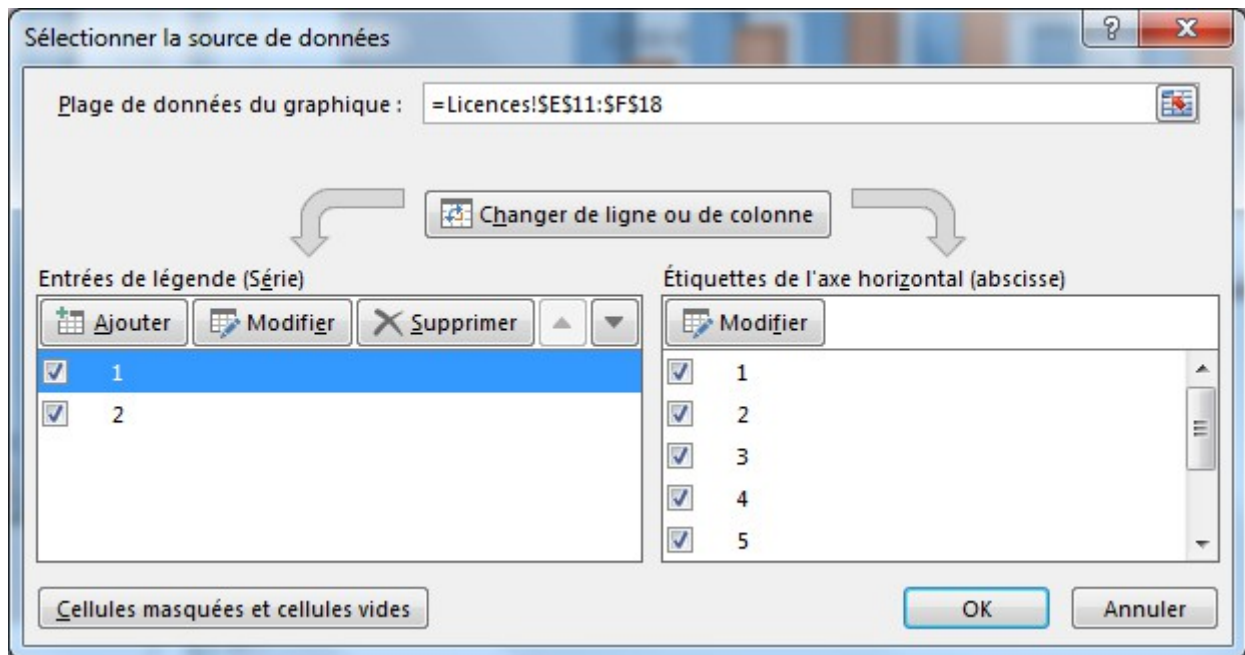 Sélectionner la source de données
Plage de données du graphique : =Licences!$E$11:$F$18
Changer de ligne ou de colonne
Entrées de légende (Série)
Ajouter Modifier Supprimer
1
2
Étiquettes de l'axe horizontal (abscisse)
Modifier
1
2
3
4
5
Cellules masquées et cellules vides
OK Annuler